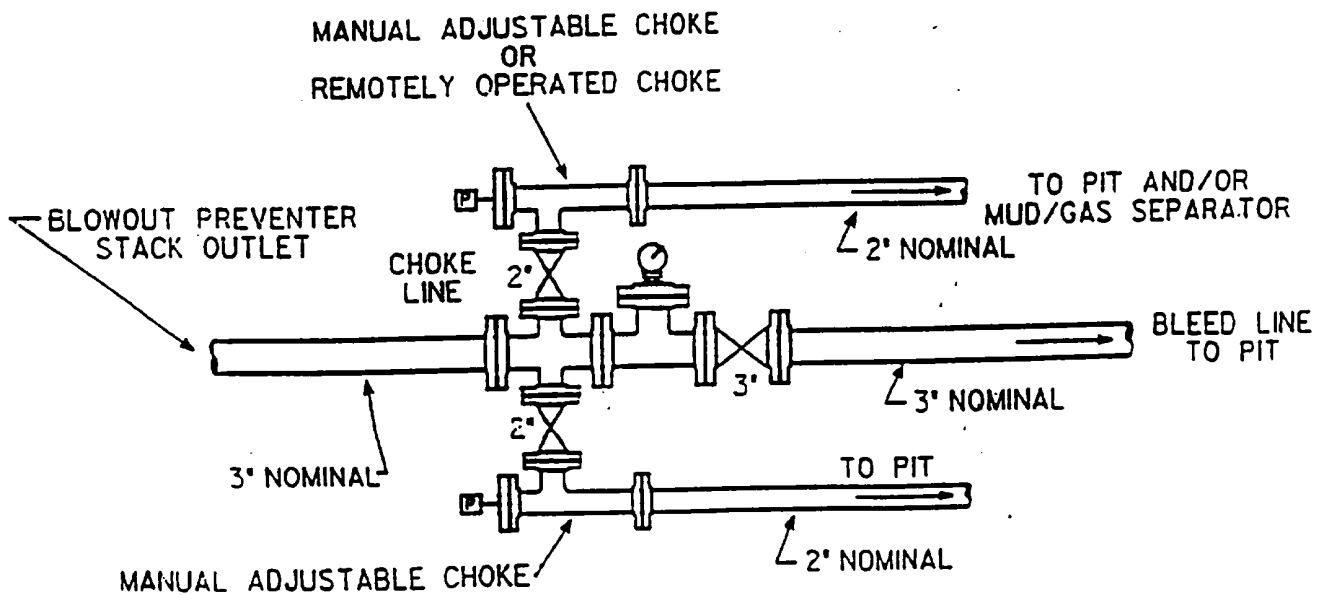 MANUAL ADJUSTABLE CHOKE
OR
REMOTELY OPERATED CHOKE
P
TO PIT AND/OR
MUD/GAS SEPARATOR
BLOWOUT PREVENTER
STACK OUTLET
2" NOMINAL
CHOKE
LINE
2"
BLEED LINE
TO PIT
3"
3" NOMINAL
2"
3" NOMINAL
TO PIT
P
2" NOMINAL
MANUAL ADJUSTABLE CHOKE